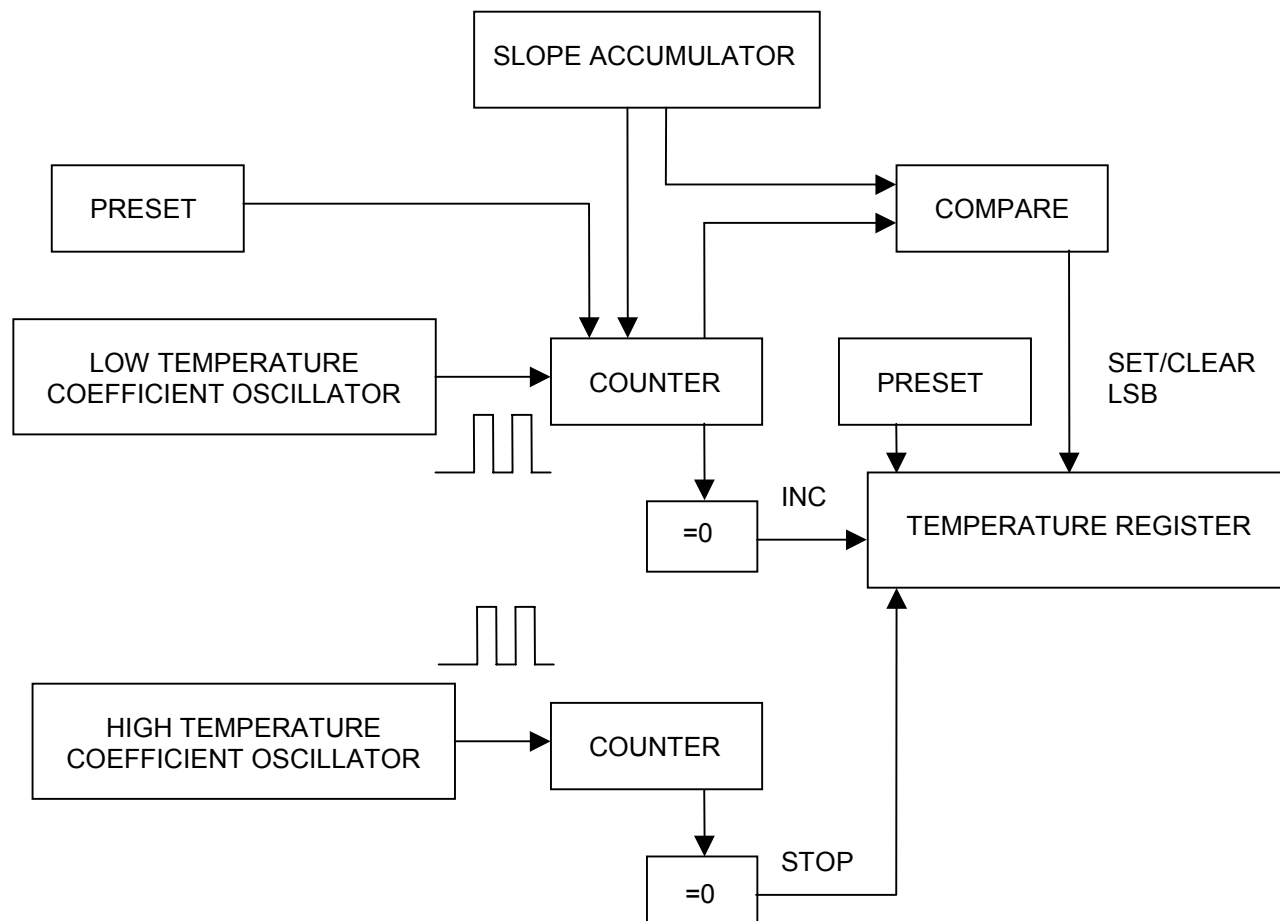 SLOPE ACCUMULATOR
PRESET
COMPARE
LOW TEMPERATURE
COEFFICIENT OSCILLATOR
COUNTER
PRESET
SET/CLEAR
LSB
=0
INC
TEMPERATURE REGISTER
HIGH TEMPERATURE
COEFFICIENT OSCILLATOR
COUNTER
=0
STOP